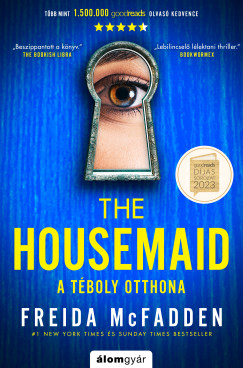 TÖBB MINT 1.500.000 goodreads OLVASÓ KEDVENCE
„Beszippantott a könyv.”
THE BOOKISH LIBRA
„Lebilincselő lélektani thriller.”
BOOKWORMEX
goodreads
DÍJAS
SOROZAT
2023
THE
HOUSEMAID
A TÉBOLY OTTHONA
FREIDA McFADDEN
#1 NEW YORK TIMES ÉS SUNDAY TIMES BESTSELLER
álomgyár